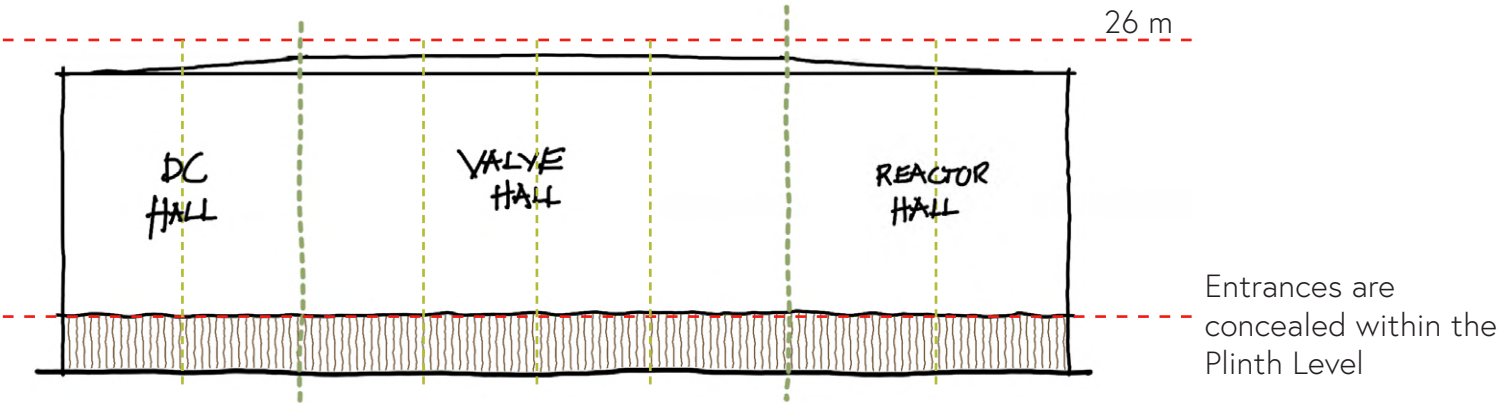 26 m
DC
HALL
VALVE
HALL
REACTOR
HALL
Entrances are
concealed within the
Plinth Level